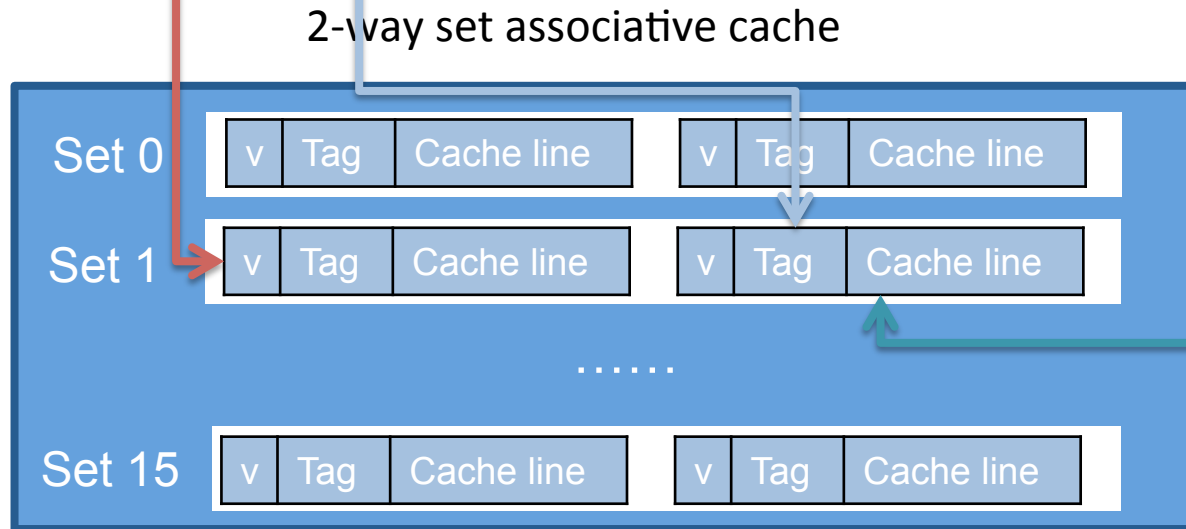 2-way set associative cache
Set 0 v Tag Cache line v Tag Cache line
Set 1 v Tag Cache line v Tag Cache line
......
Set 15 v Tag Cache line v Tag Cache line